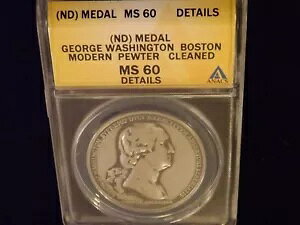 (ND) MEDAL MS 60 DETAILS
(ND) MEDAL
GEORGE WASHINGTON BOSTON
MODERN PEWTER CLEANED
MS 60
DETAILS
ANACS